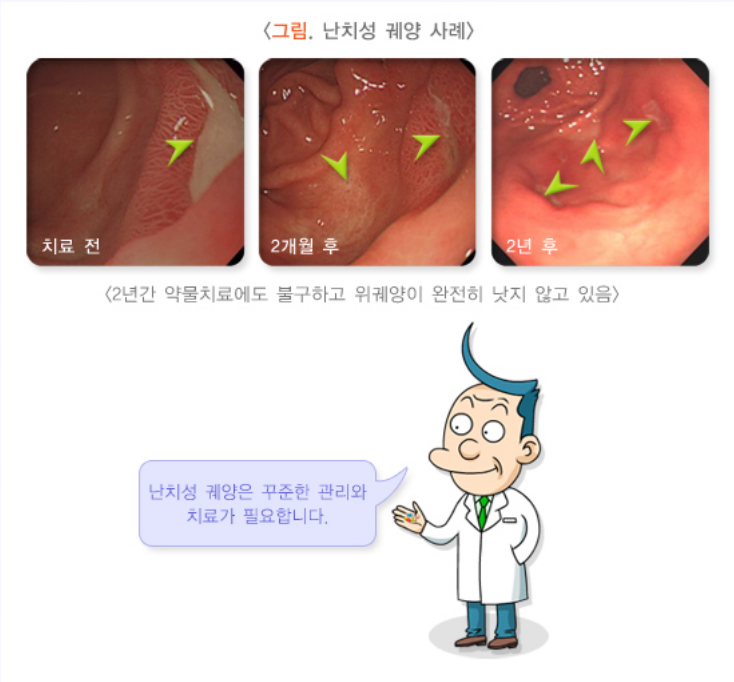 <그림. 난치성 궤양 사례>
치료 전
2개월 후
2년 후
<2년간 약물치료에도 불구하고 위궤양이 완전히 낫지 않고 있음>
난치성 궤양은 꾸준한 관리와
치료가 필요합니다.